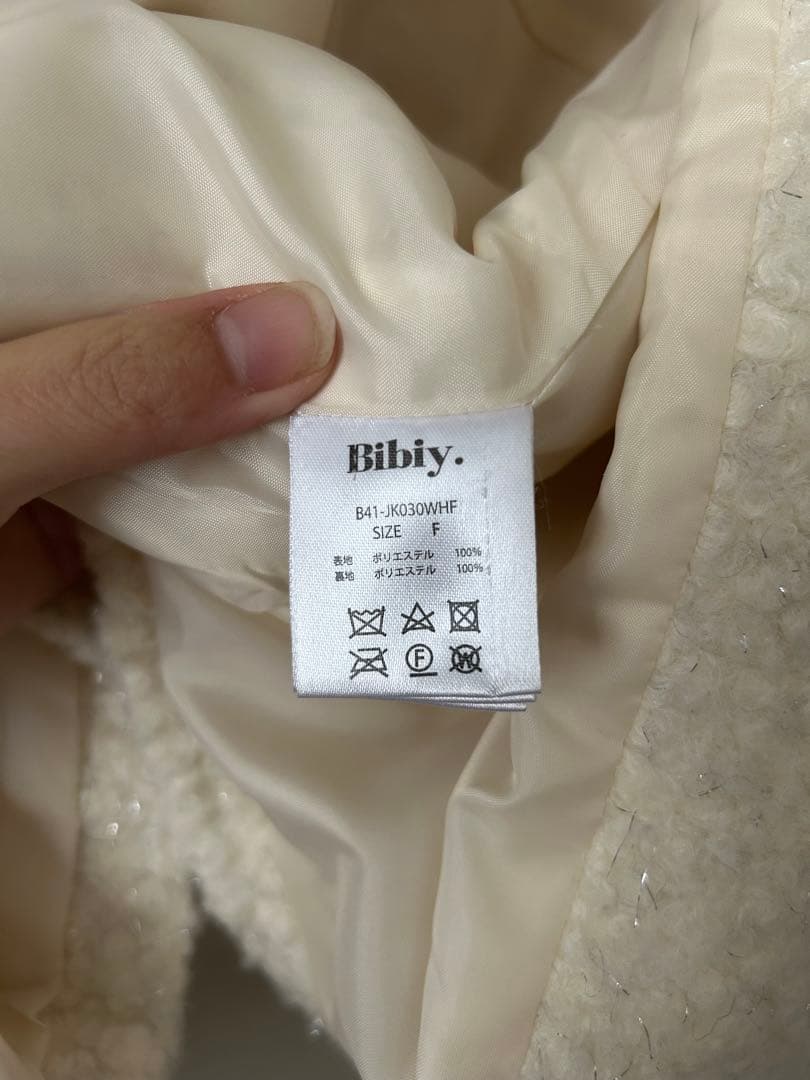 Bibiy.
B41-JK030WHF
SIZE F
表地 ポリエステル 100%
裏地 ポリエステル 100%
F
W